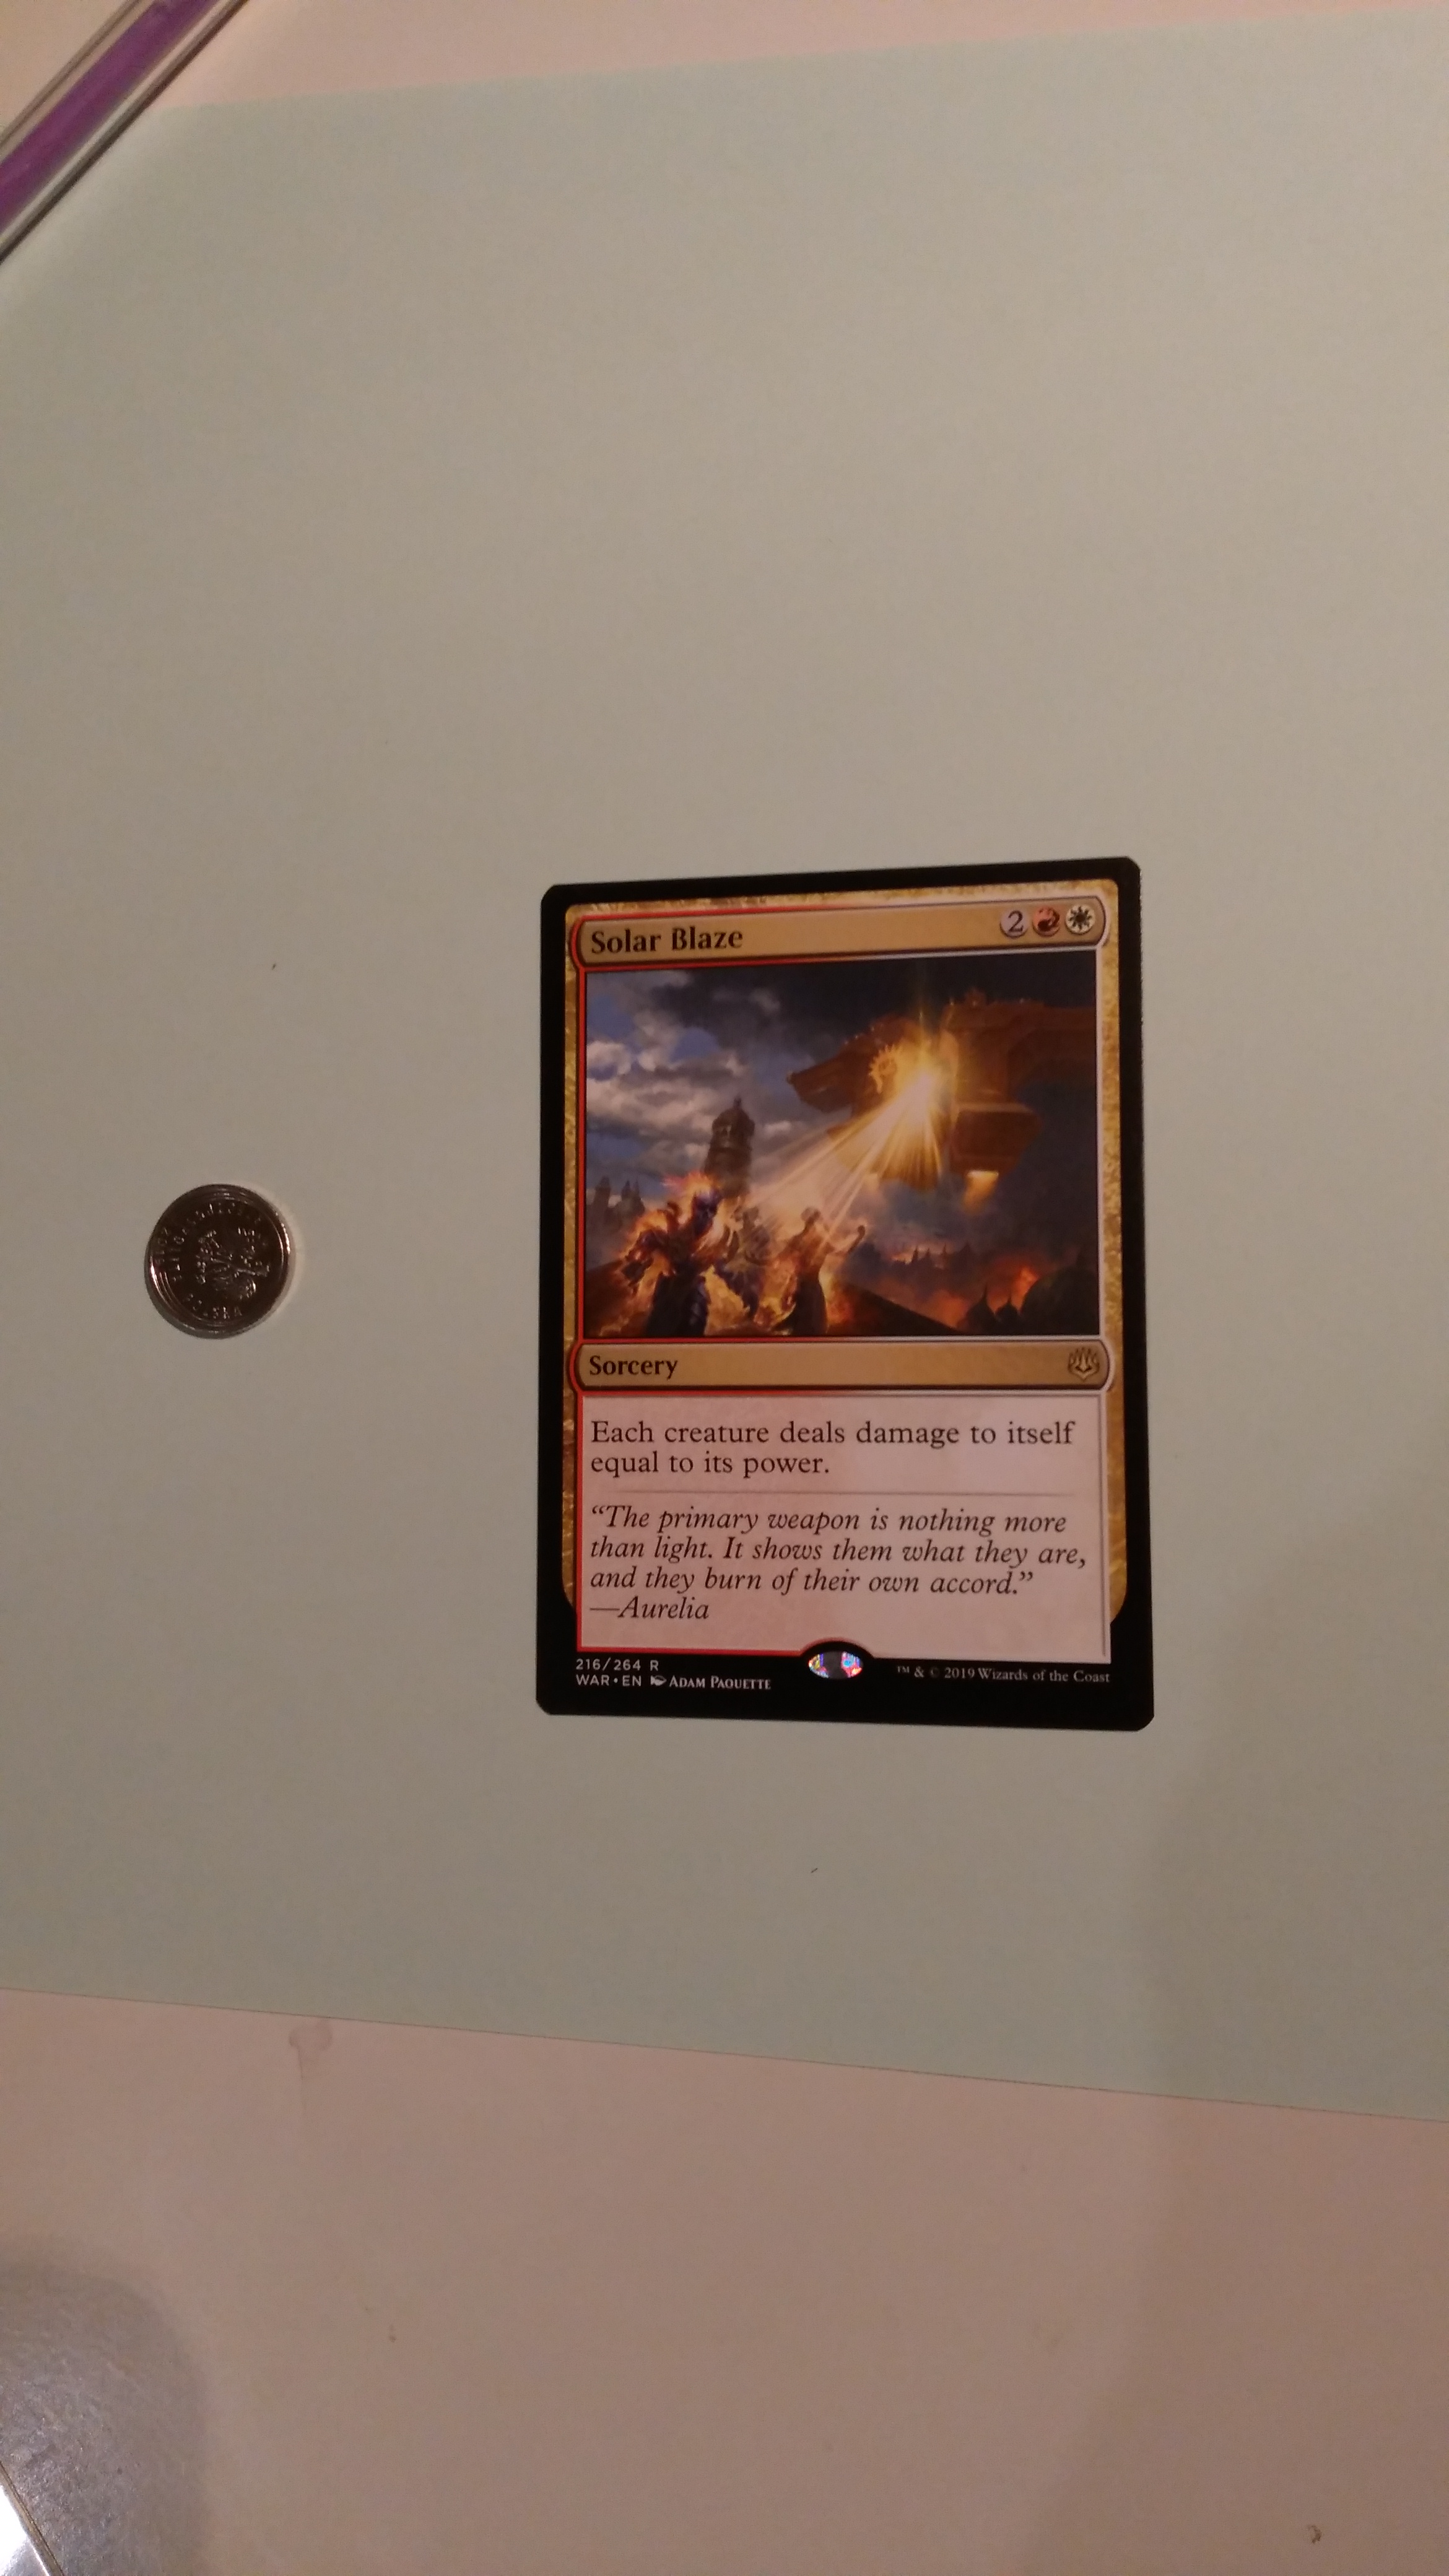 Solar Blaze 2
Sorcery
Each creature deals damage to itself
equal to its power.
“The primary weapon is nothing more
than light. It shows them what they are,
and they burn of their own accord.”
—Aurelia
216/264 R
WAR • EN ADAM PAQUETTE
™ & © 2019 Wizards of the Coast